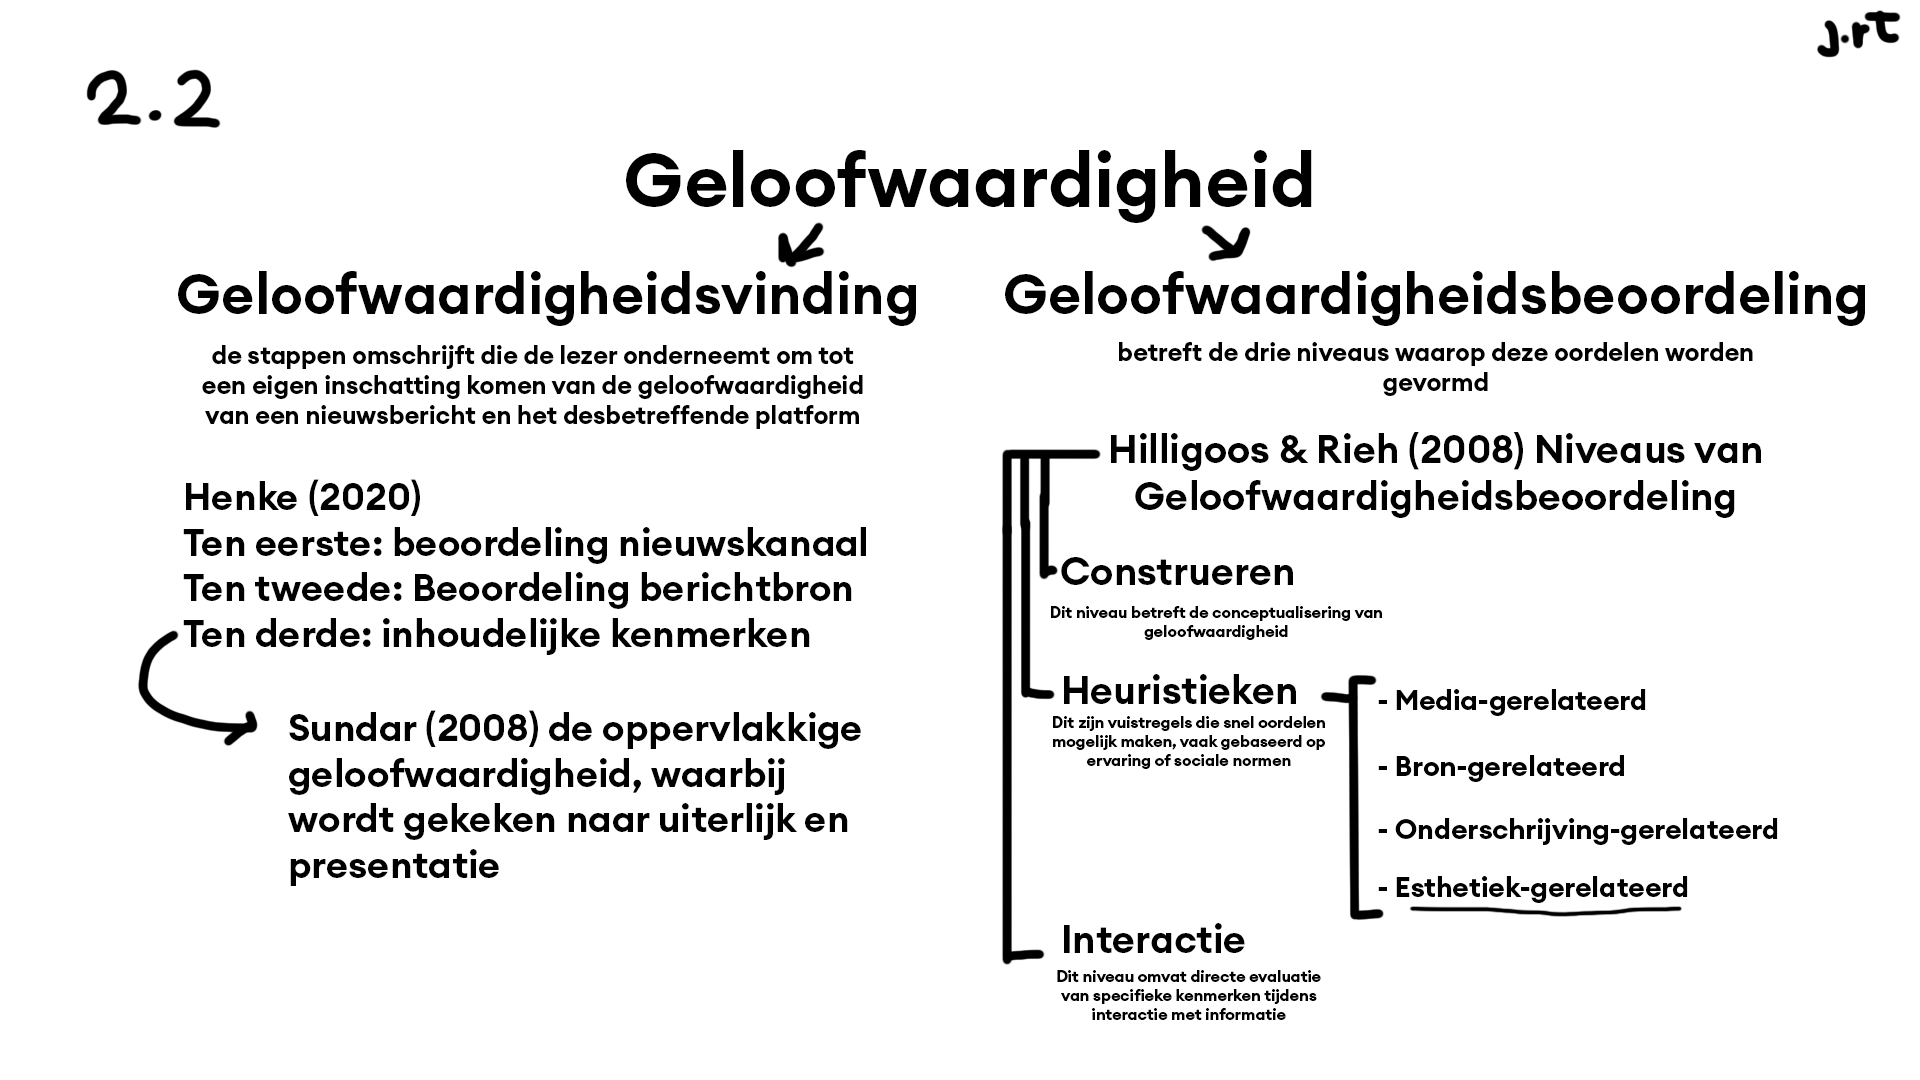 J.rt
2.2
Geloofwaardigheid
Geloofwaardigheidsvinding
de stappen omschrijft die de lezer onderneemt om tot
een eigen inschatting komen van de geloofwaardigheid
van een nieuwsbericht en het desbetreffende platform
Henke (2020)
Ten eerste: beoordeling nieuwskanaal
Ten tweede: Beoordeling berichtbron
Ten derde: inhoudelijke kenmerken
Sundar (2008) de oppervlakkige
geloofwaardigheid, waarbij
wordt gekeken naar uiterlijk en
presentatie
Geloofwaardigheidsbeoordeling
betreft de drie niveaus waarop deze oordelen worden
gevormd
Hilligoos & Rieh (2008) Niveaus van
Geloofwaardigheidsbeoordeling
Construeren
Dit niveau betreft de conceptualisering van
geloofwaardigheid
Heuristieken
Dit zijn vuistregels die snel oordelen
mogelijk maken, vaak gebaseerd op
ervaring of sociale normen
- Media-gerelateerd
- Bron-gerelateerd
- Onderschrijving-gerelateerd
- Esthetiek-gerelateerd
Interactie
Dit niveau omvat directe evaluatie
van specifieke kenmerken tijdens
interactie met informatie